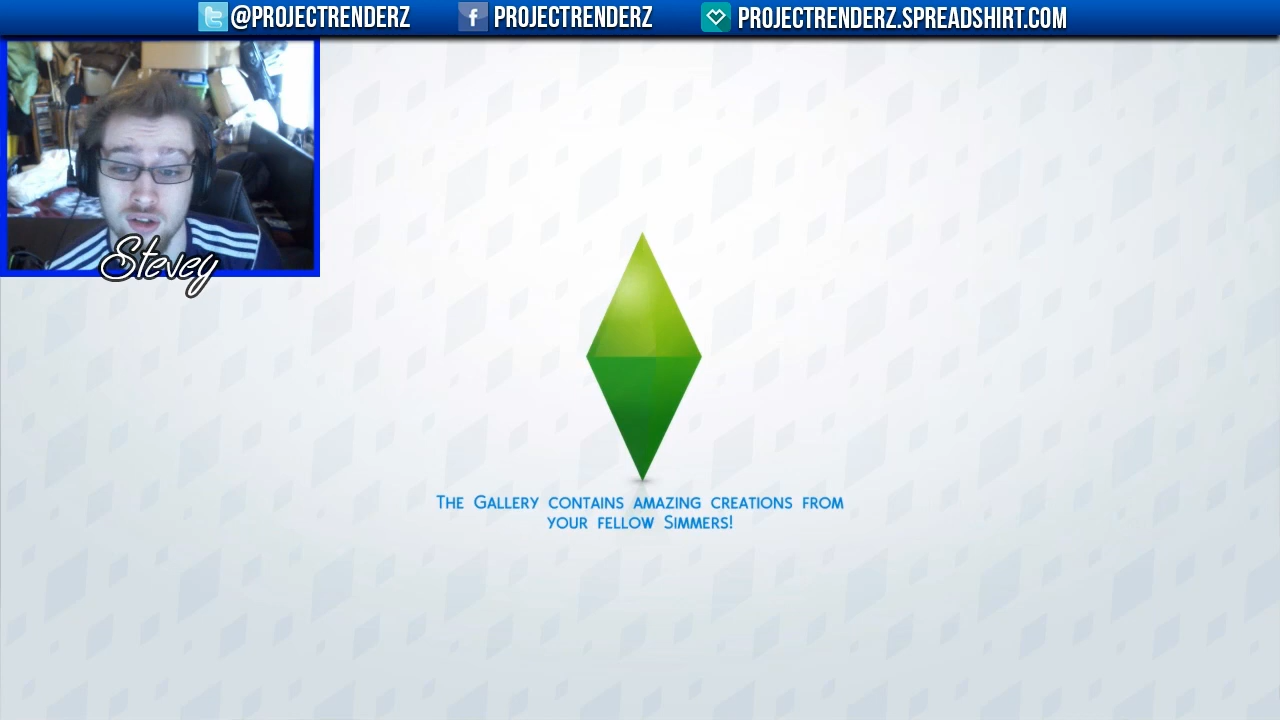 @PROJECTRENDERZ PROJECTRENDERZ PROJECTRENDERZ.SPREADSHIRT.COM
Stevey
THE GALLERY CONTAINS AMAZING CREATIONS FROM
YOUR FELLOW SIMMERS!